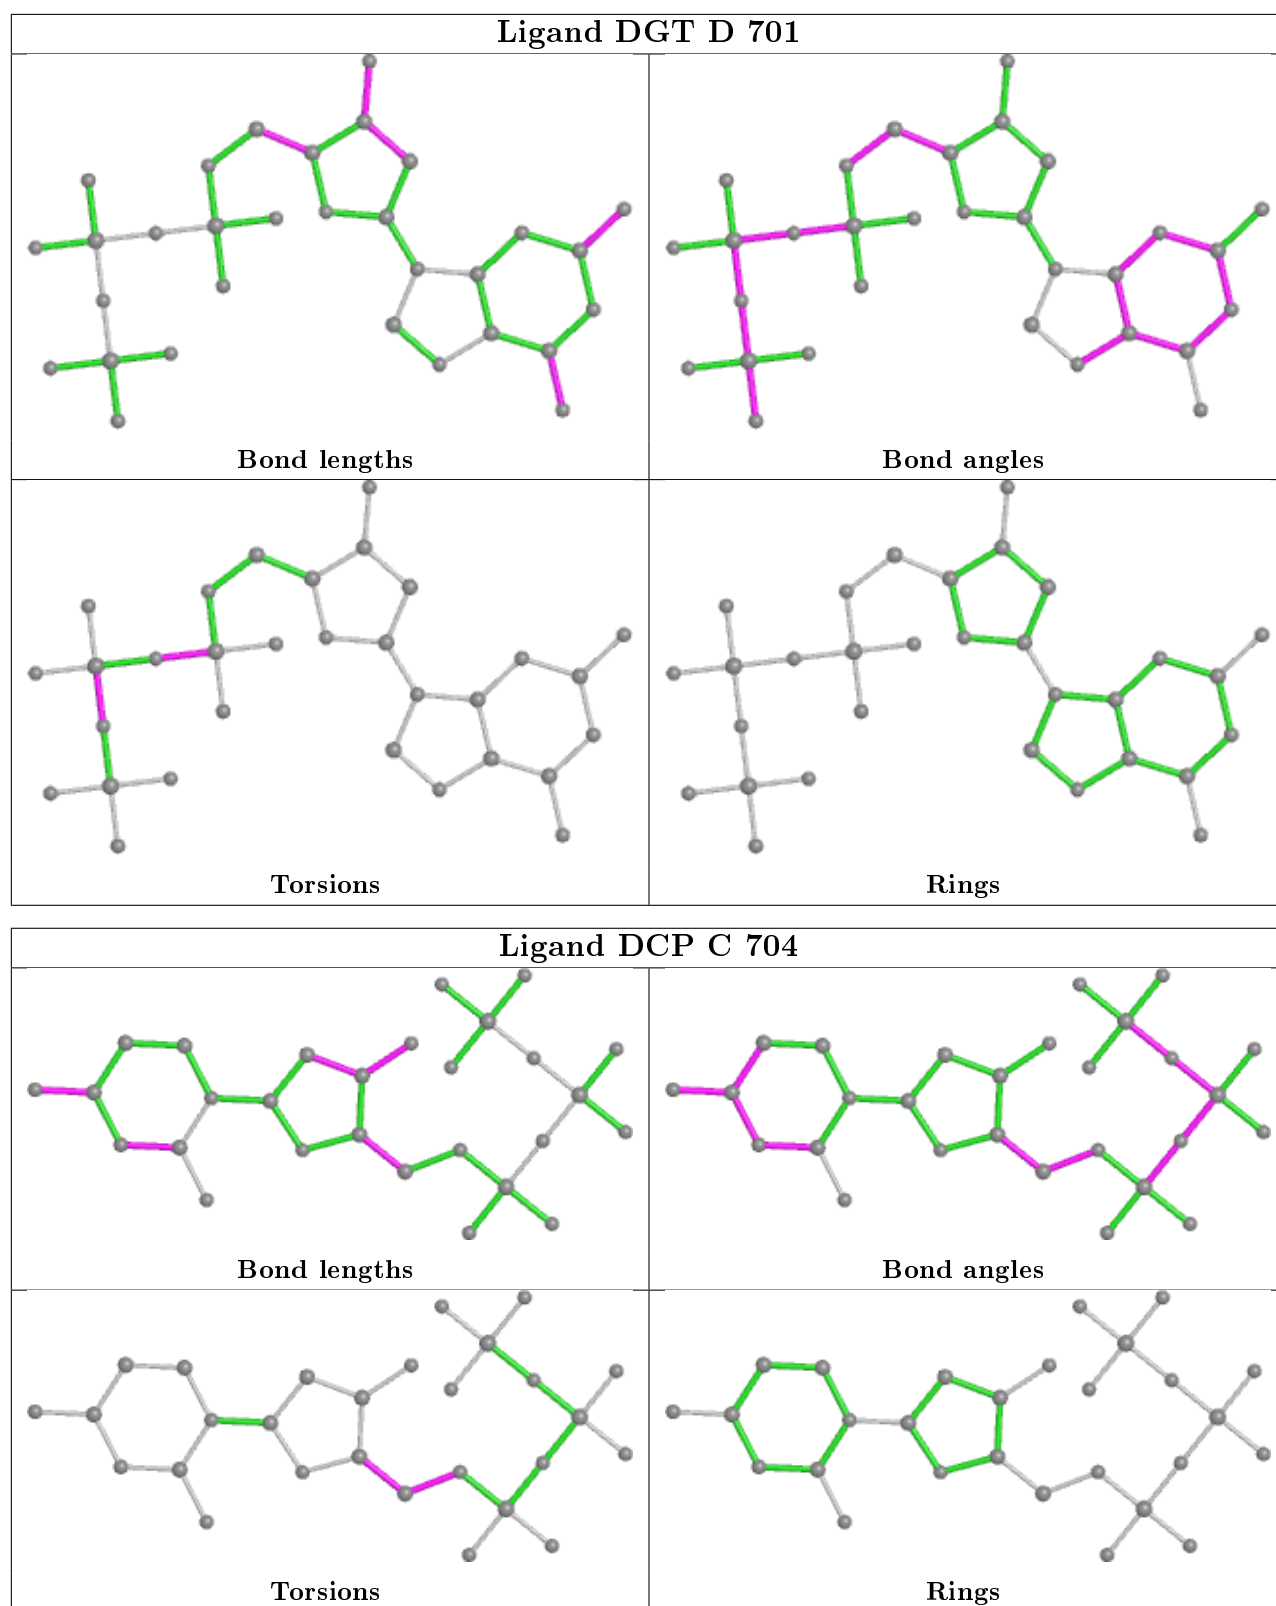 Ligand DGT D 701
Bond lengths
Bond angles
Torsions
Rings
Ligand DCP C 704
Bond lengths
Bond angles
Torsions
Rings